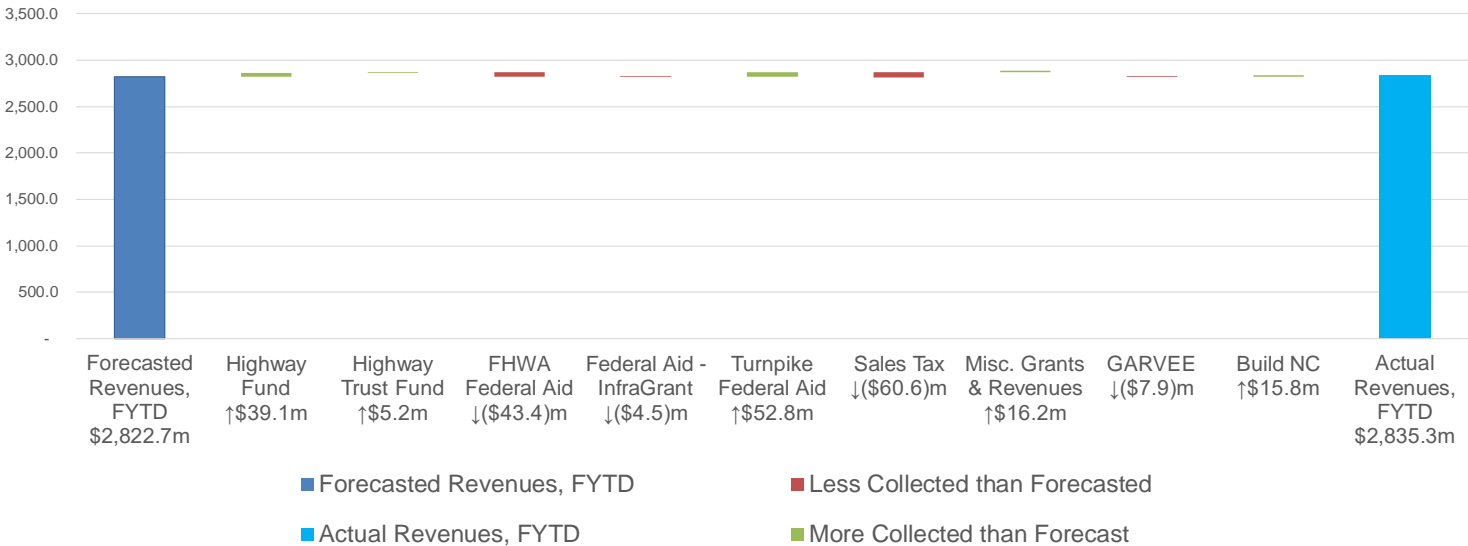 3,500.0
3,000.0
2,500.0
2,000.0
1,500.0
1,000.0
500.0
-
Forecasted
Revenues,
FYTD
$2,822.7m
Highway
Fund
↑$39.1m
Highway
Trust Fund
↑$5.2m
FHWA
Federal Aid
↓($43.4)m
Federal Aid -
InfraGrant
↓($4.5)m
Turnpike
Federal Aid
↑$52.8m
Sales Tax
↓($60.6)m
Misc. Grants
& Revenues
↑$16.2m
GARVEE
↓($7.9)m
Build NC
↑$15.8m
Actual
Revenues,
FYTD
$2,835.3m
Forecasted Revenues, FYTD
Less Collected than Forecasted
Actual Revenues, FYTD
More Collected than Forecast